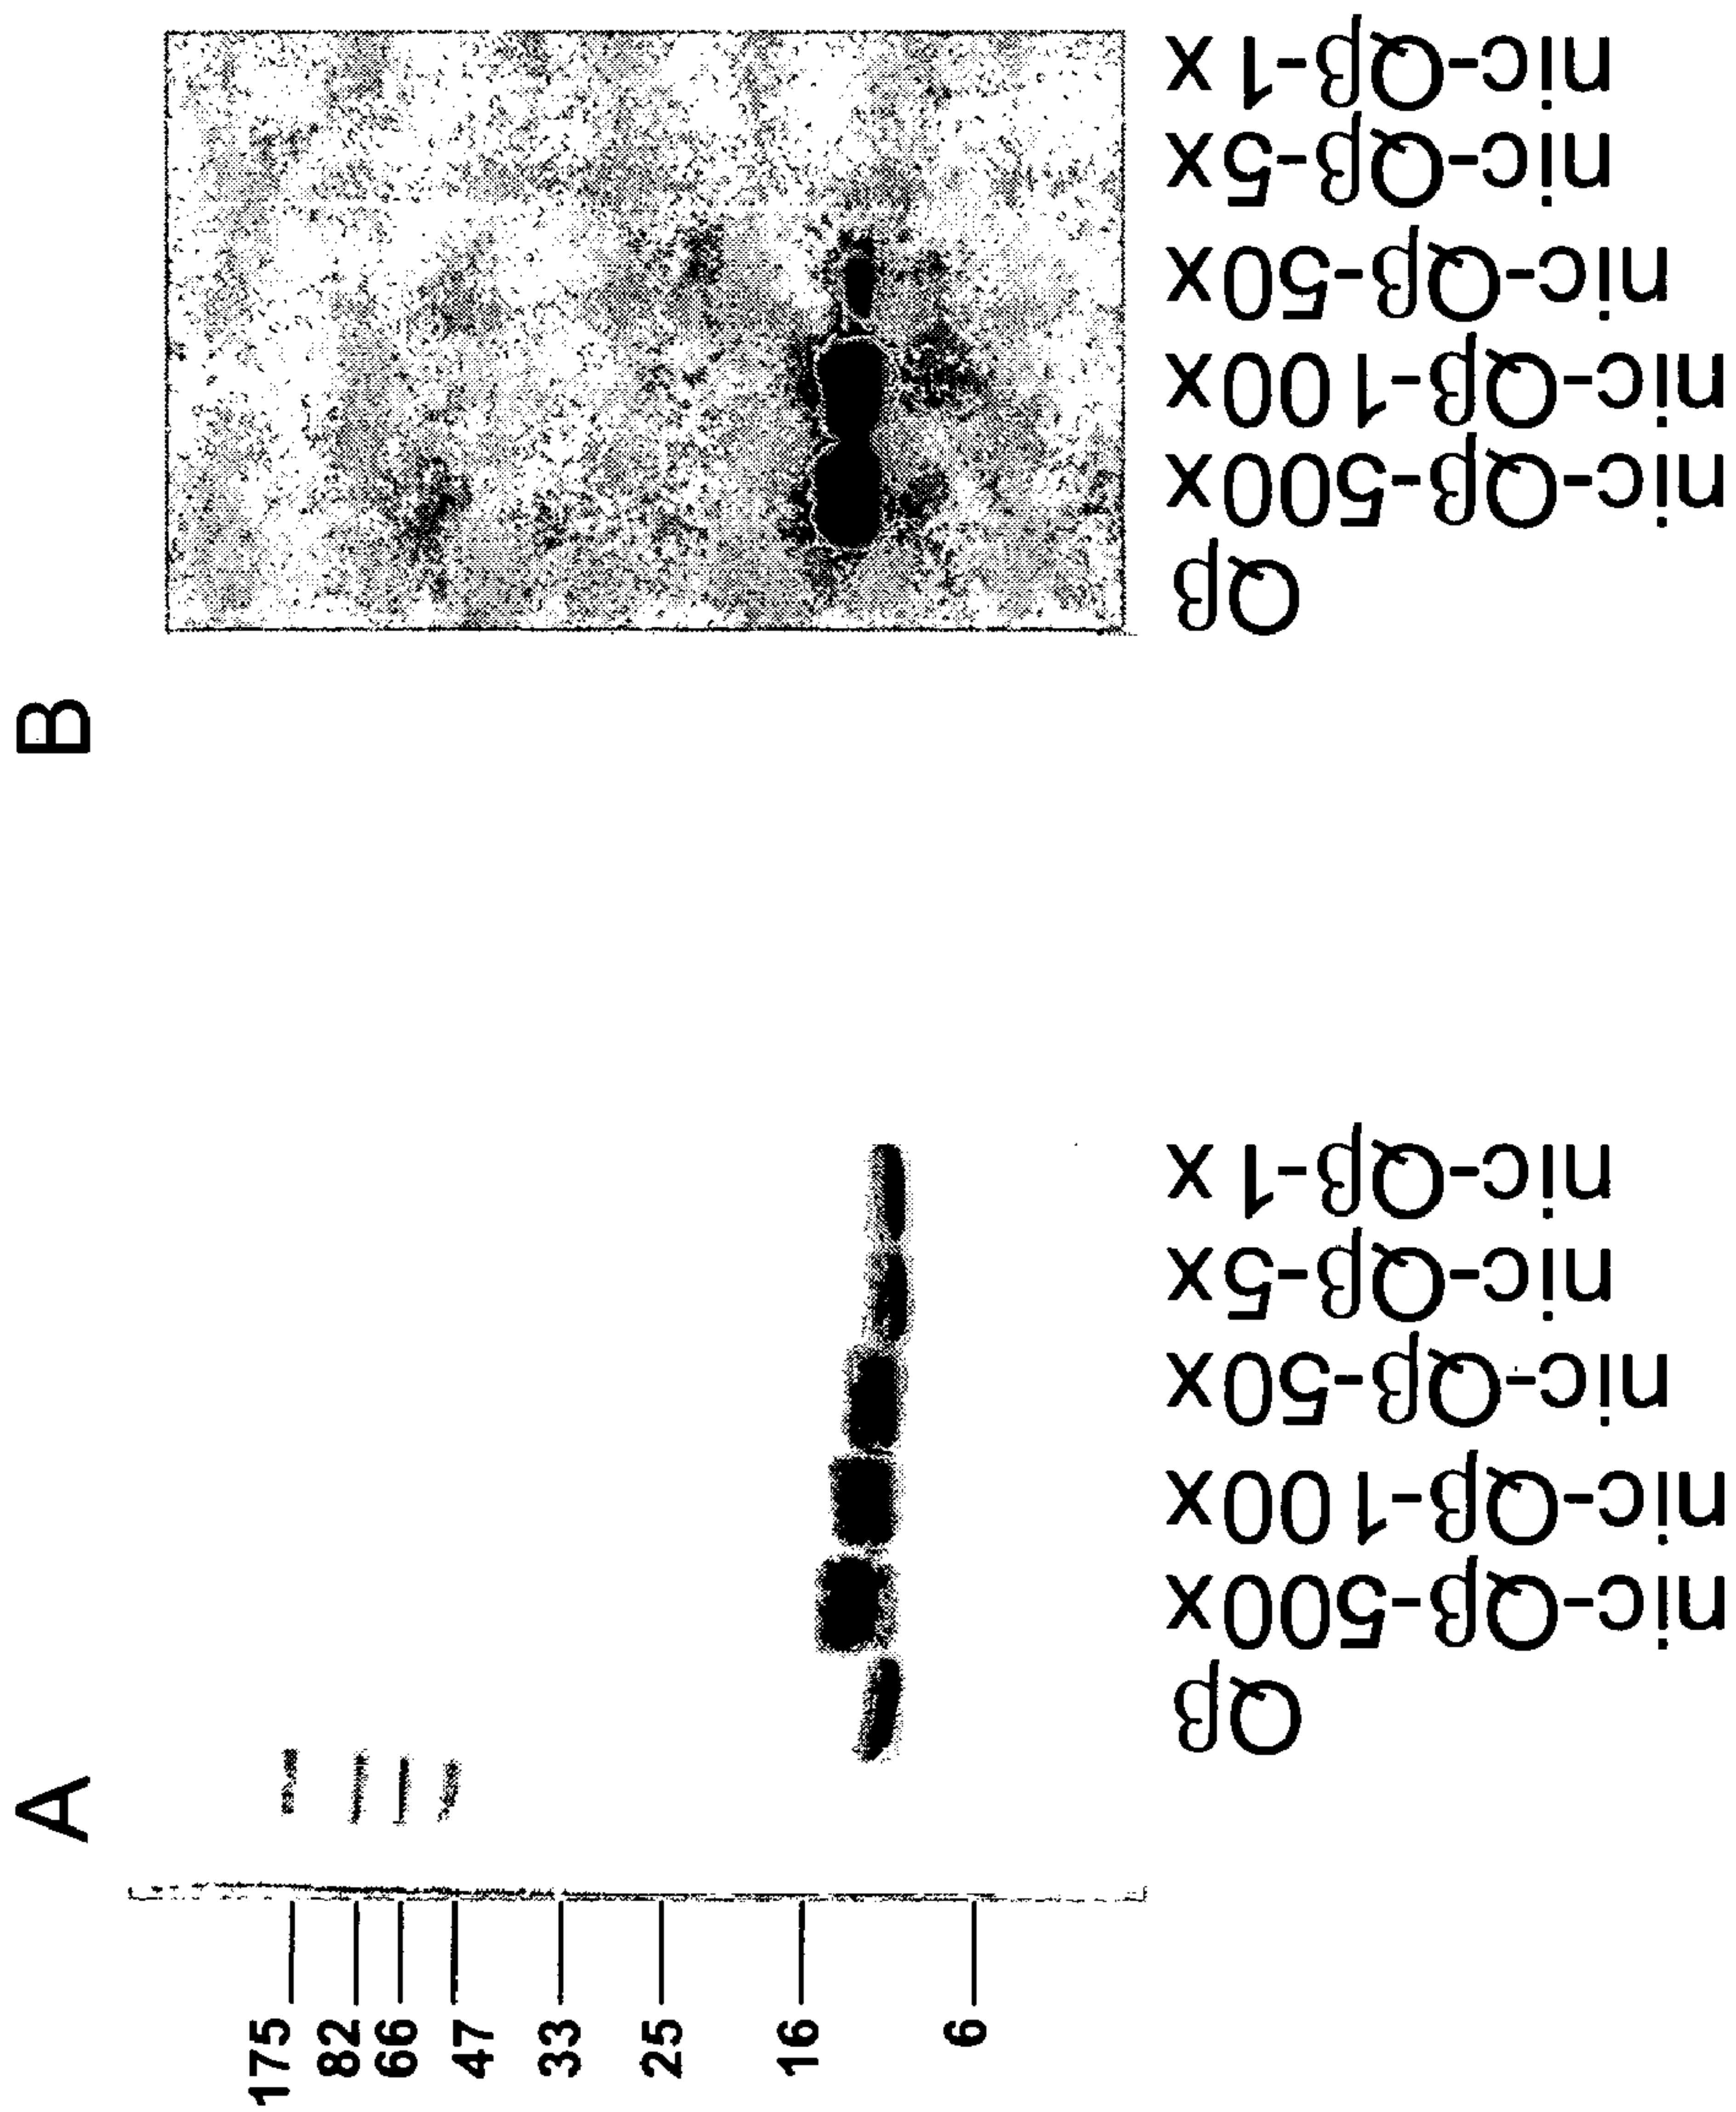 A
175
82
66
47
33
25
16
6
Qβ
nic-Qβ-500x
nic-Qβ-100x
nic-Qβ-50x
nic-Qβ-5x
nic-Qβ-1x
B
Qβ
nic-Qβ-500x
nic-Qβ-100x
nic-Qβ-50x
nic-Qβ-5x
nic-Qβ-1x